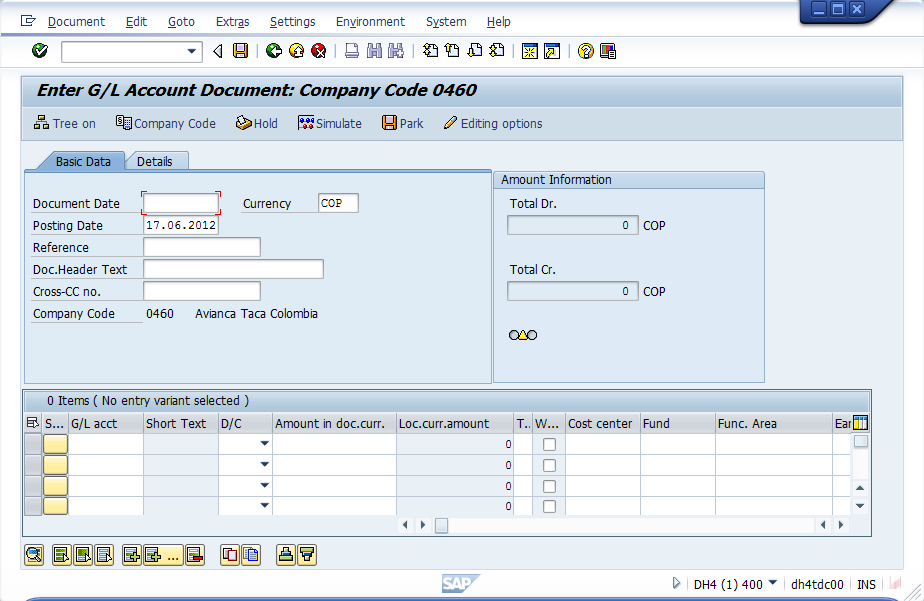 Document Edit Goto Extras Settings Environment System Help
Enter G/L Account Document: Company Code 0460
Tree on Company Code Hold Simulate Park Editing options
Basic Data Details
Amount Information
Document Date Currency COP
Total Dr.
Posting Date 17.06.2012
0 COP
Reference
Doc.Header Text
Total Cr.
Cross-CC no.
0 COP
Company Code 0460 Avianca Taca Colombia
0 Items ( No entry variant selected )
S... G/L acct Short Text D/C Amount in doc.curr. Loc.curr.amount T.. W... Cost center Fund Func. Area Ear
0
0
0
0
...
SAP DH4 (1) 400 dh4tdc00 INS